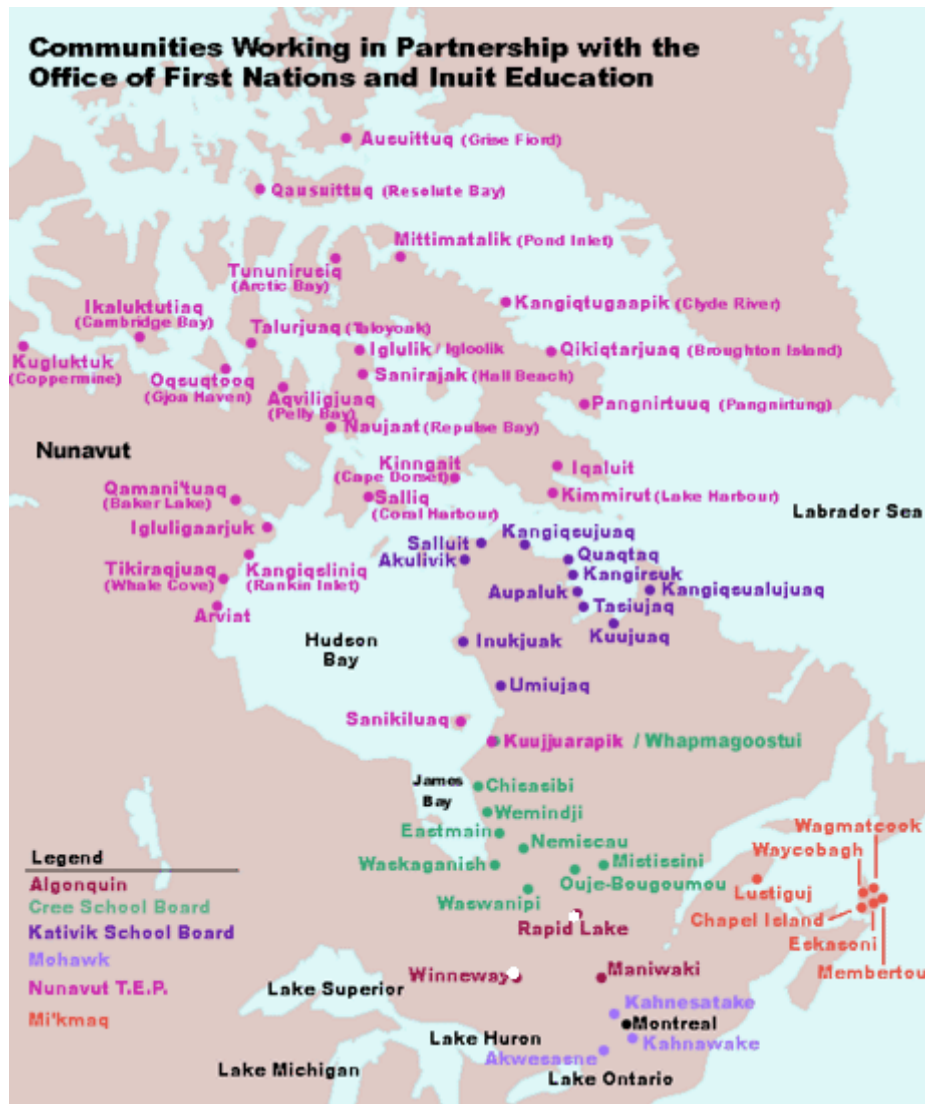 Communities Working in Partnership with the
Office of First Nations and Inuit Education
Ausuittuq (Grise Fiord)
Qausuittuq (Resolute Bay)
Mittimatalik (Pond Inlet)
Tununirusiq
(Arctic Bay)
Kangiqtugaapik (Clyde River)
Ikaluktutiaq
(Cambridge Bay)
Talurjuaq (Taloyoak)
Iglulik / Igloolik
Qikiqtarjuaq (Broughton Island)
Kugluktuk
(Coppermine)
Oqsuqtooq
(Gjoa Haven)
Sanirajak (Hall Beach)
Aqviligjuaq
(Pelly Bay)
Pangnirtuuq (Pangnirtung)
Naujaat (Repulse Bay)
Nunavut
Kinngait
(Cape Dorset)
Iqaluit
Qamani'tuaq
(Baker Lake)
Salliq
(Coral Harbour)
Kimmirut (Lake Harbour)
Labrador Sea
Igluligaarjuk
Kangiqsujuaq
Salluit
Akulivik
Quaqtaq
Tikiraqjuaq
(Whale Cove)
Kangiqsliniq
(Rankin Inlet)
Kangirsuk
Aupaluk
Kangiqsualujuaq
Tasiujaq
Arviat
Kuujuaq
Hudson
Bay
Inukjuak
Umiujaq
Sanikiluaq
Kuujjuarapik / Whapmagoostui
James
Bay
Chisasibi
Wemindji
Eastmain
Nemiscau
Wagmatcook
Waycobagh
Waskaganish
Mistissini
Ouje-Bougoumou
Lustiguj
Waswanipi
Chapel Island
Rapid Lake
Eskasoni
Membertou
Winneway
Maniwaki
Lake Superior
Kahnesatake
Montreal
Lake Huron
Kahnawake
Akwesasne
Lake Michigan
Lake Ontario
Legend
Algonquin
Cree School Board
Kativik School Board
Mohawk
Nunavut T.E.P.
Mi'kmaq